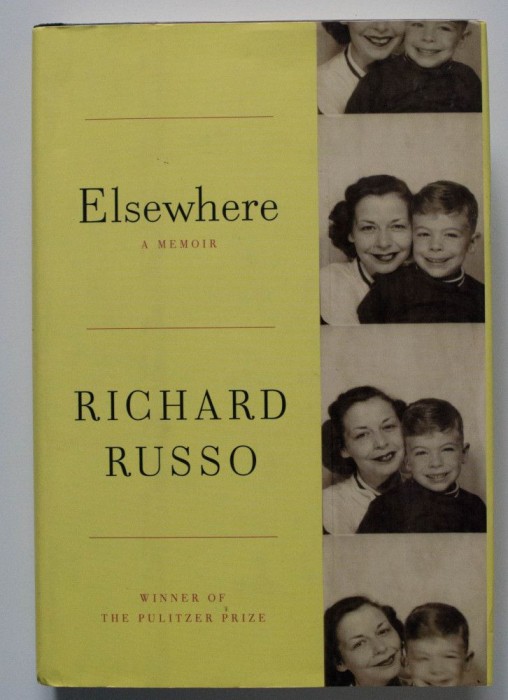 Elsewhere
A MEMOIR
RICHARD
RUSSO
WINNER OF
THE PULITZER PRIZE